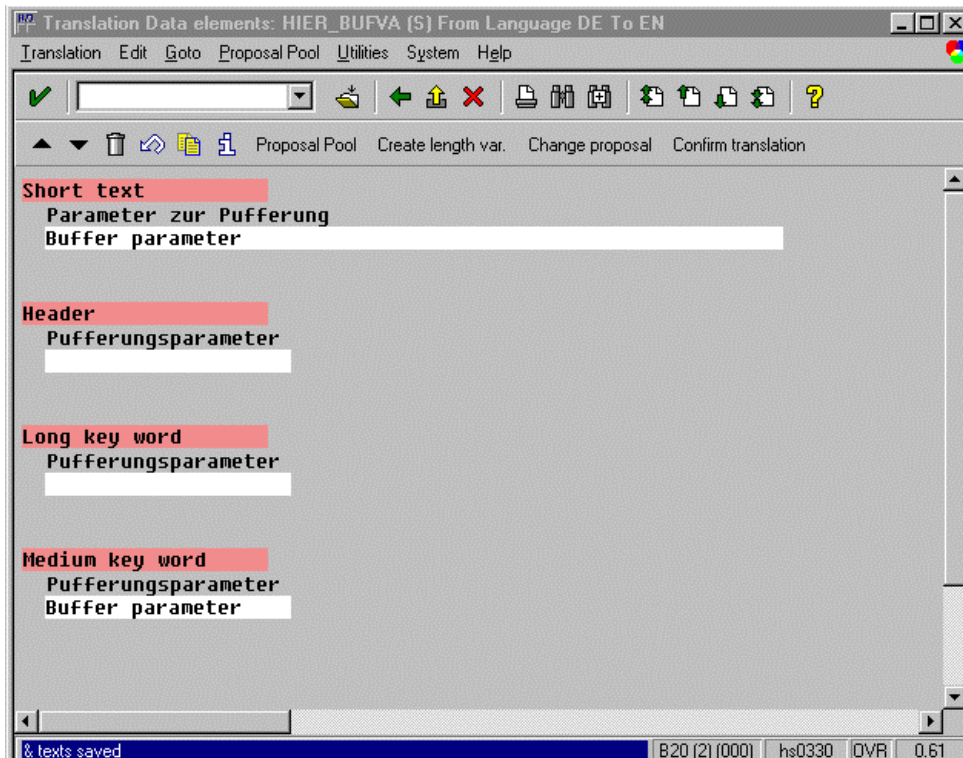 Translation Data elements: HIER_BUFVA (S) From Language DE To EN
Translation Edit Goto Proposal Pool Utilities System Help
Proposal Pool Create length var. Change proposal Confirm translation
Short text
Parameter zur Pufferung
Buffer parameter
Header
Pufferungsparameter
Long key word
Pufferungsparameter
Medium key word
Pufferungsparameter
Buffer parameter
& texts saved B20 (2) (000) hs0330 OVR 0.61